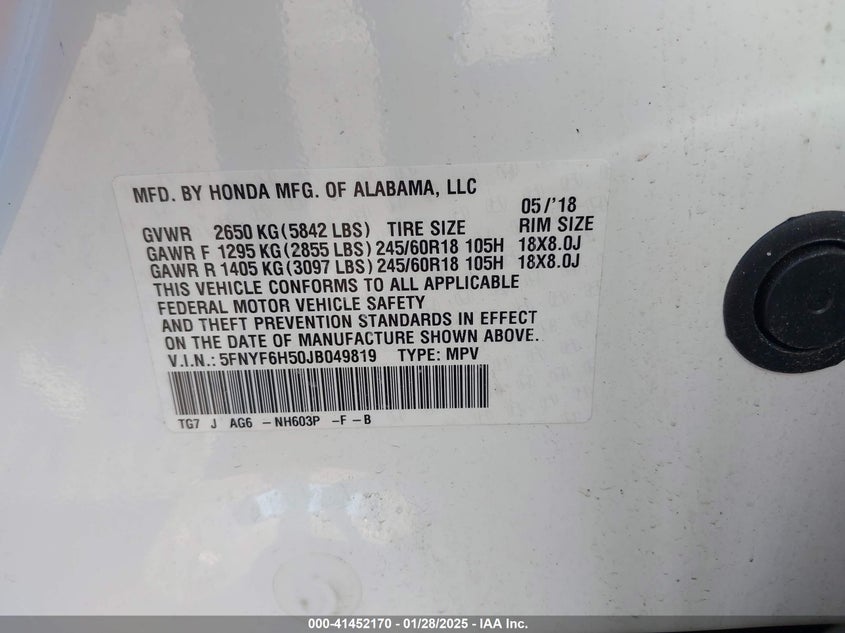 MFD. BY HONDA MFG. OF ALABAMA, LLC
05/'18
GVWR 2650 KG(5842 LBS) TIRE SIZE RIM SIZE
GAWR F 1295 KG(2855 LBS)245/60R18 105H 18X8.0J
GAWR R 1405 KG(3097 LBS)245/60R18 105H 18X8.0J
THIS VEHICLE CONFORMS TO ALL APPLICABLE
FEDERAL MOTOR VEHICLE SAFETY
AND THEFT PREVENTION STANDARDS IN EFFECT
ON THE DATE OF MANUFACTURE SHOWN ABOVE.
V.I.N.: 5FNYF6H50JB049819 TYPE: MPV
TG7 J AG6 -NH603P -F-B
000-41452170 | 01/28/2025 - IAA Inc.